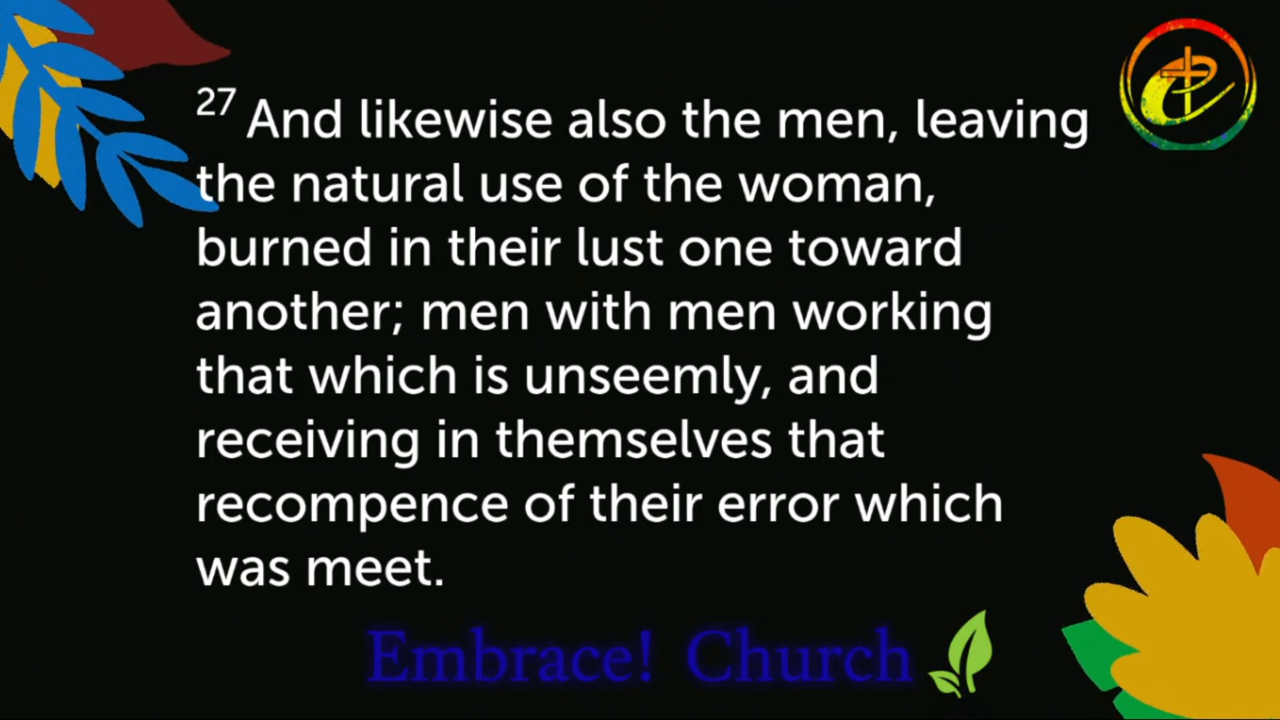 27 And likewise also the men, leaving
the natural use of the woman,
burned in their lust one toward
another; men with men working
that which is unseemly, and
receiving in themselves that
recompence of their error which
was meet.
Embrace! Church